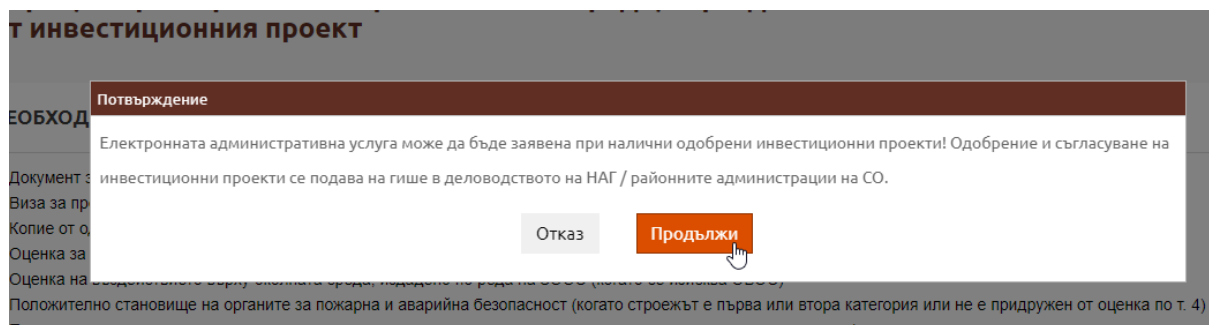 т инвестиционния проект
Потвърждение
ЕОБХОД
Електронната административна услуга може да бъде заявена при налични одобрени инвестиционни проекти! Одобрение и съгласуване на
инвестиционни проекти се подава на гише в деловодството на НАГ / районните администрации на СО.
Документ з
Виза за пр
Копие от о
Оценка за
Отказ
Продължи
Оценка на
Положително становище на органите за пожарна и аварийна безопасност (когато строежът е първа или втора категория или не е придружен от оценка по т. 4)